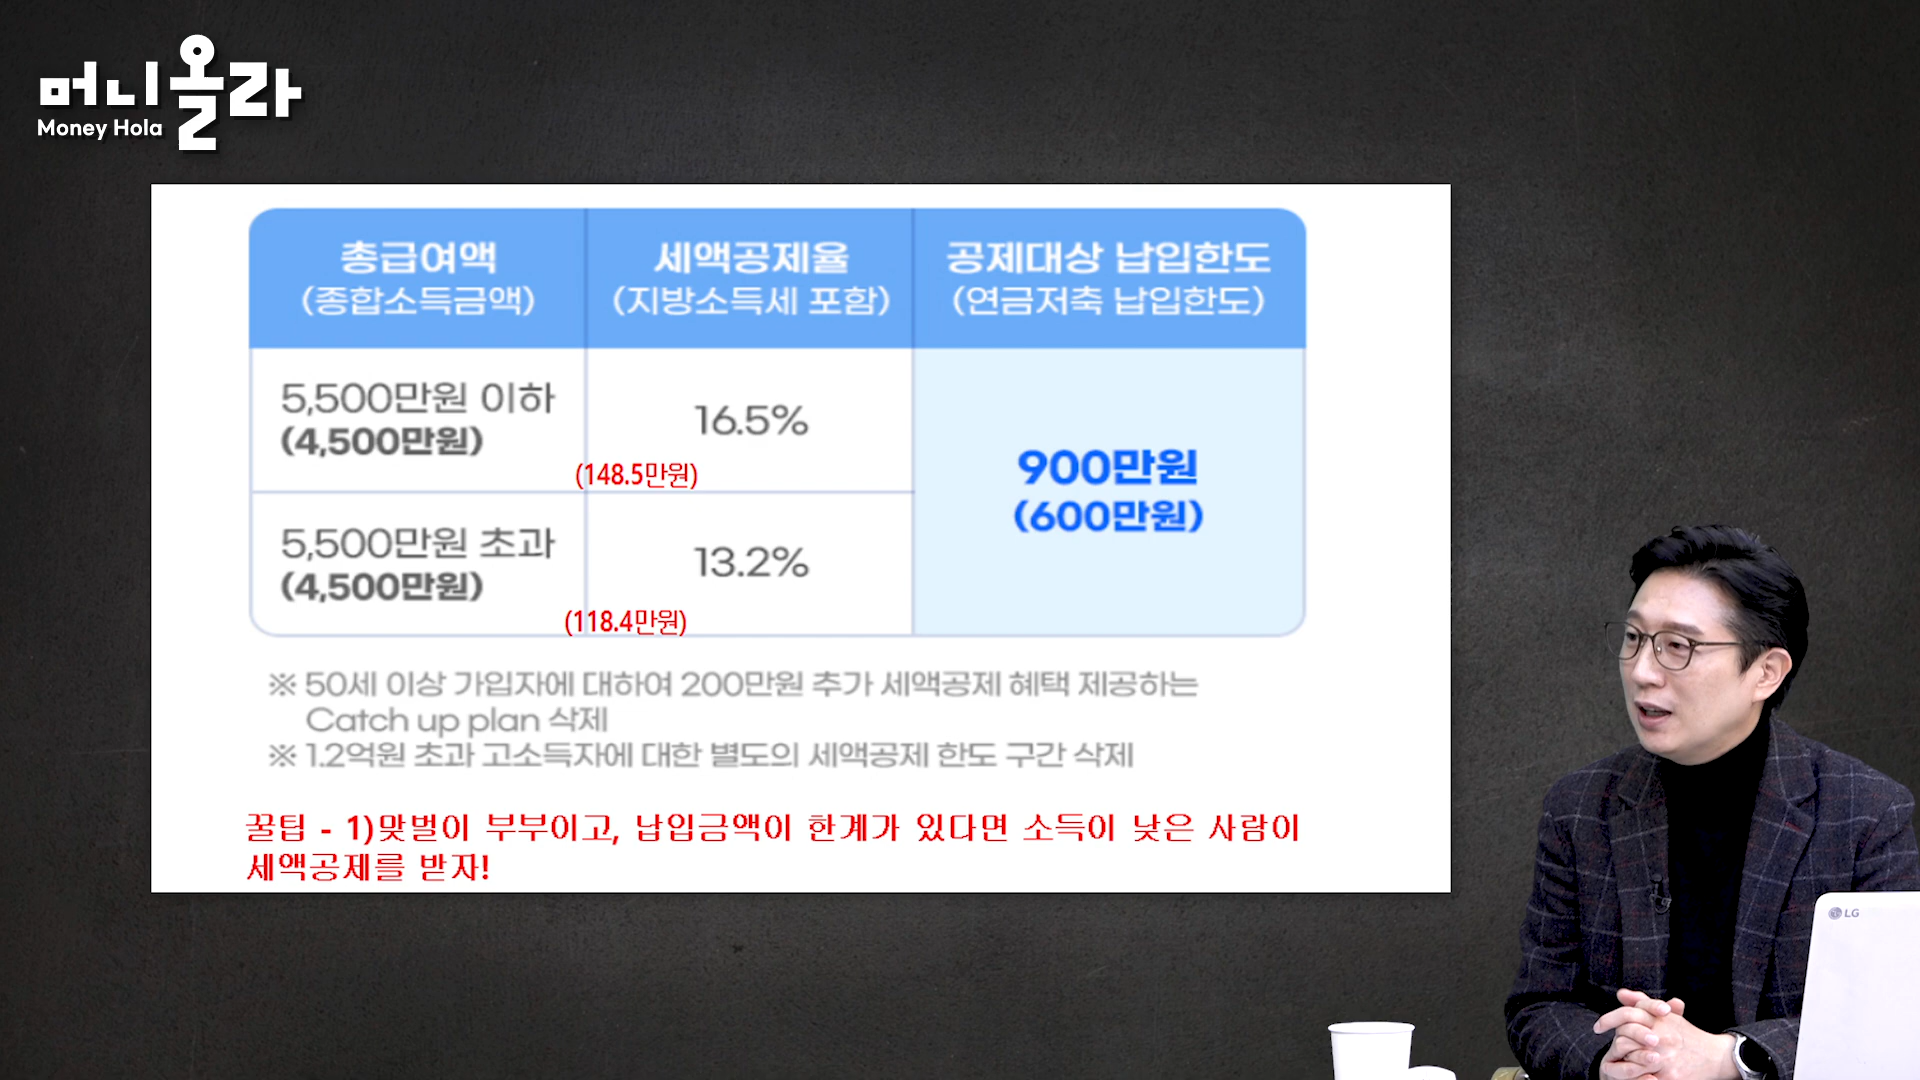 머니올라
Money Hola
총급여액
(종합소득금액)
세액공제율
(지방소득세 포함)
공제대상 납입한도
(연금저축 납입한도)
5,500만원 이하
(4,500만원)
16.5%
(148.5만원)
5,500만원 초과
(4,500만원)
13.2%
(118.4만원)
900만원
(600만원)
※ 50세 이상 가입자에 대하여 200만원 추가 세액공제 혜택 제공하는
Catch up plan 삭제
※ 1.2억원 초과 고소득자에 대한 별도의 세액공제 한도 구간 삭제
꿀팁 - 1)맞벌이 부부이고, 납입금액이 한계가 있다면 소득이 낮은 사람이
세액공제를 받자!
LG